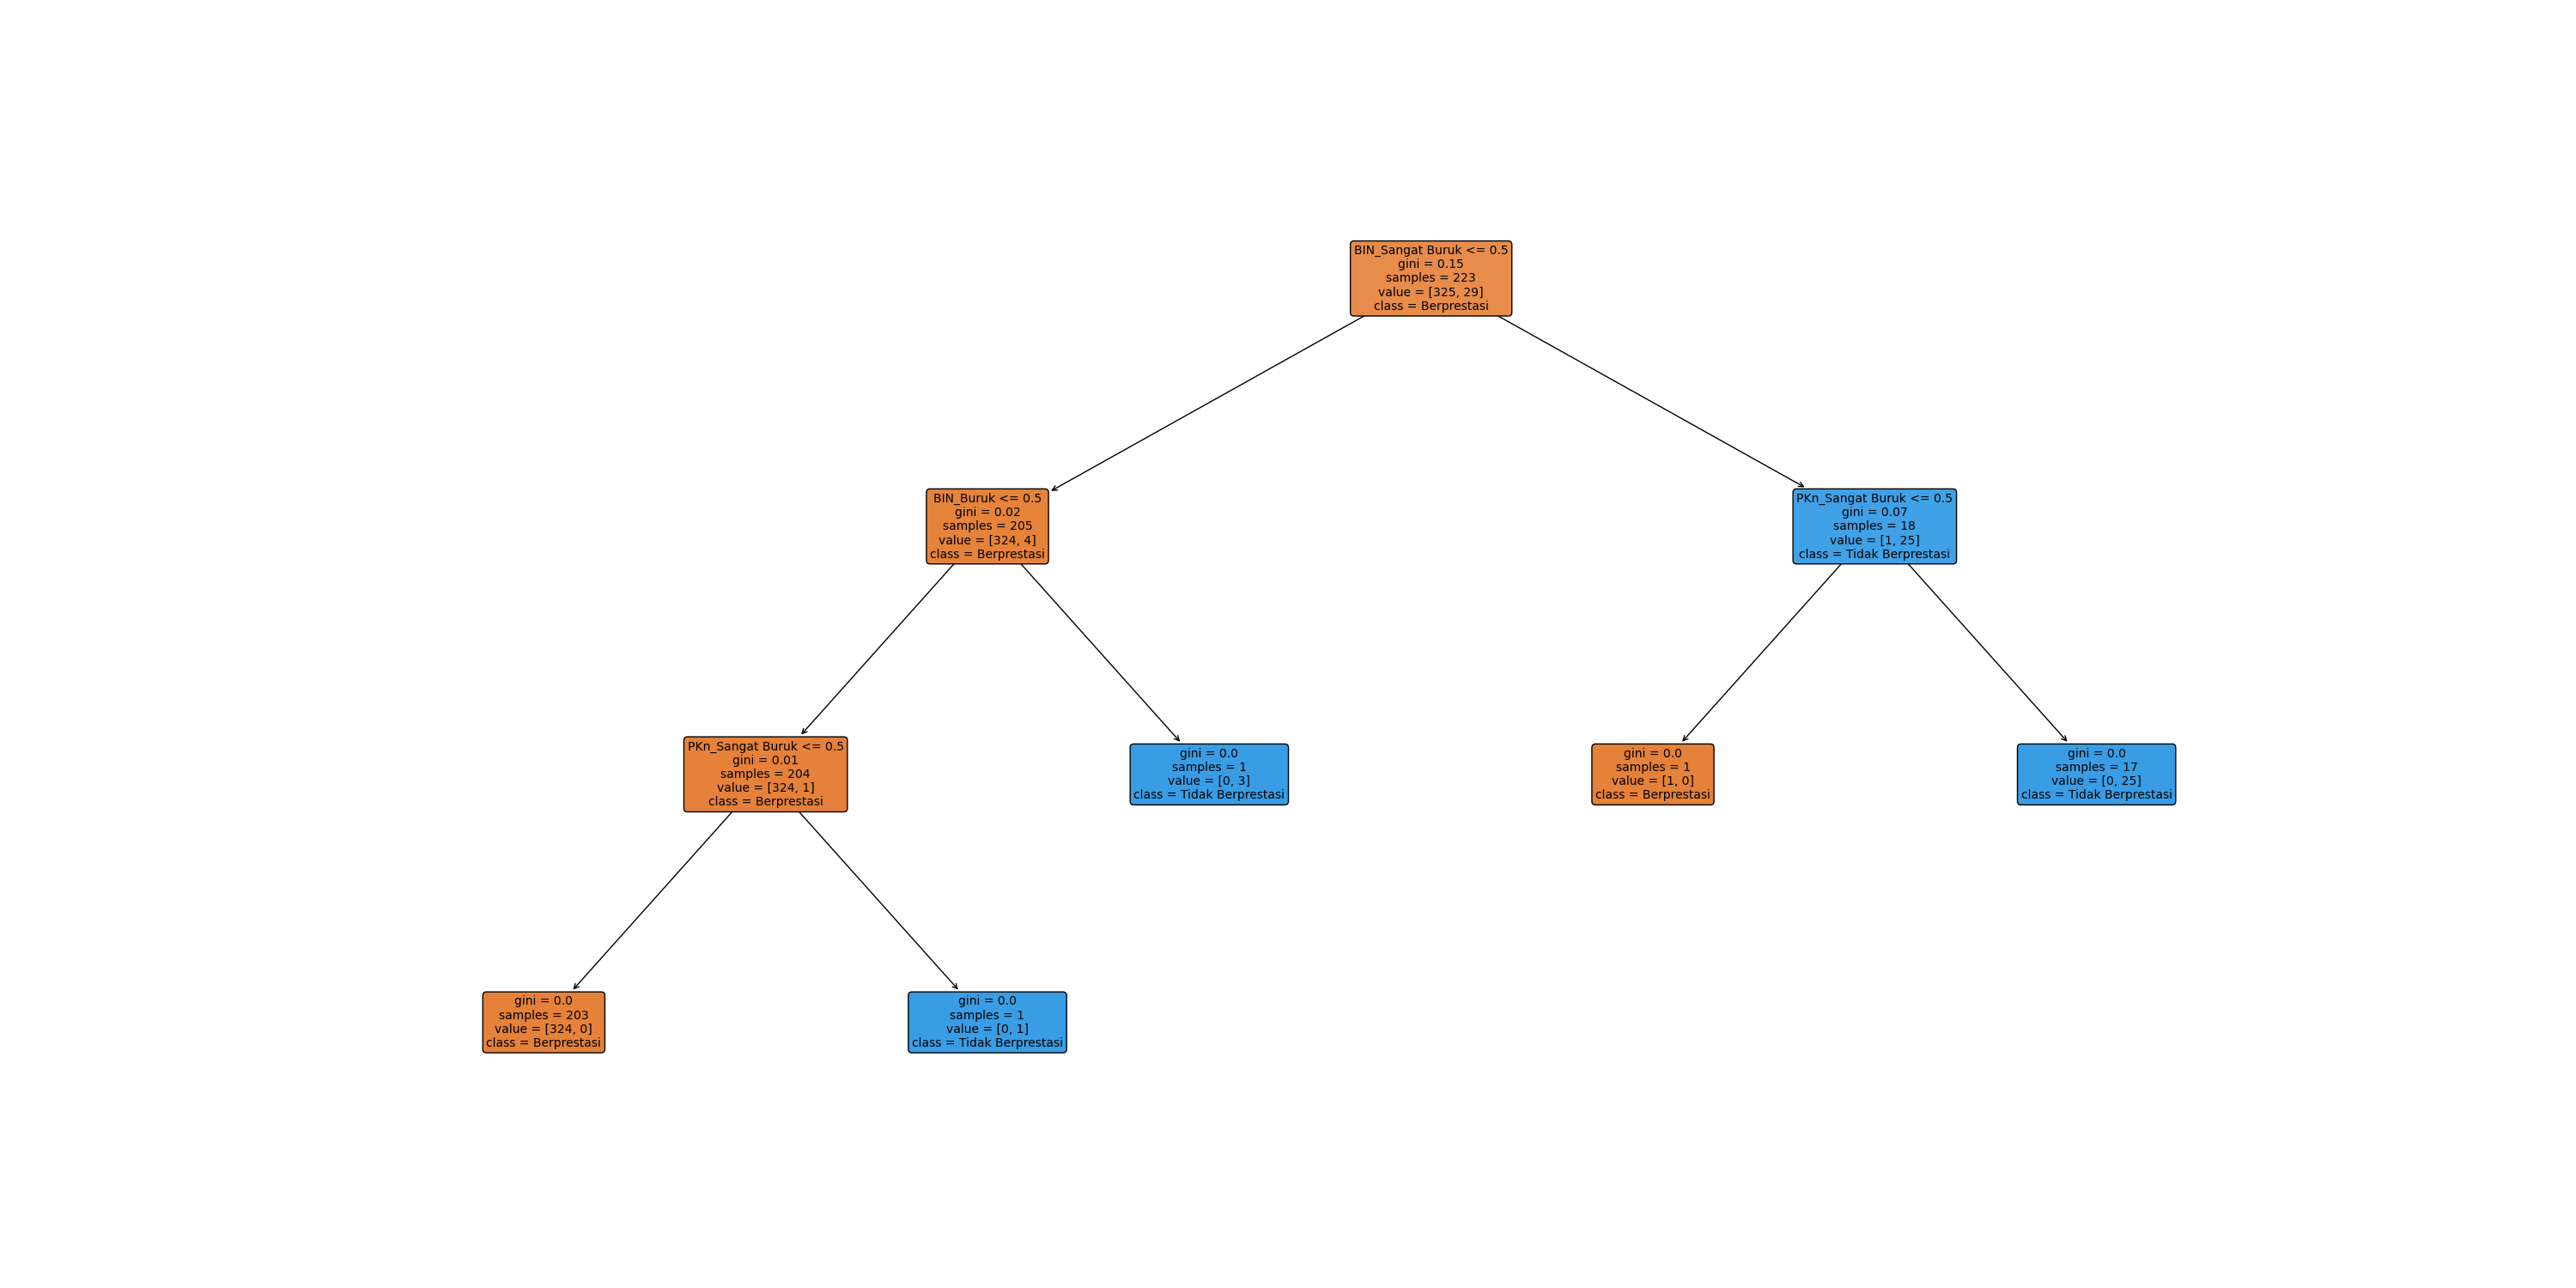 BIN_Sangat Buruk <= 0.5
gini = 0.15
samples = 223
value = [325, 29]
class = Berprestasi
BIN_Buruk <= 0.5
gini = 0.02
samples = 205
value = [324, 4]
class = Berprestasi
PKn_Sangat Buruk <= 0.5
gini = 0.07
samples = 18
value = [1, 25]
class = Tidak Berprestasi
PKn_Sangat Buruk <= 0.5
gini = 0.01
samples = 204
value = [324, 1]
class = Berprestasi
gini = 0.0
samples = 1
value = [0, 3]
class = Tidak Berprestasi
gini = 0.0
samples = 1
value = [1, 0]
class = Berprestasi
gini = 0.0
samples = 17
value = [0, 25]
class = Tidak Berprestasi
gini = 0.0
samples = 203
value = [324, 0]
class = Berprestasi
gini = 0.0
samples = 1
value = [0, 1]
class = Tidak Berprestasi